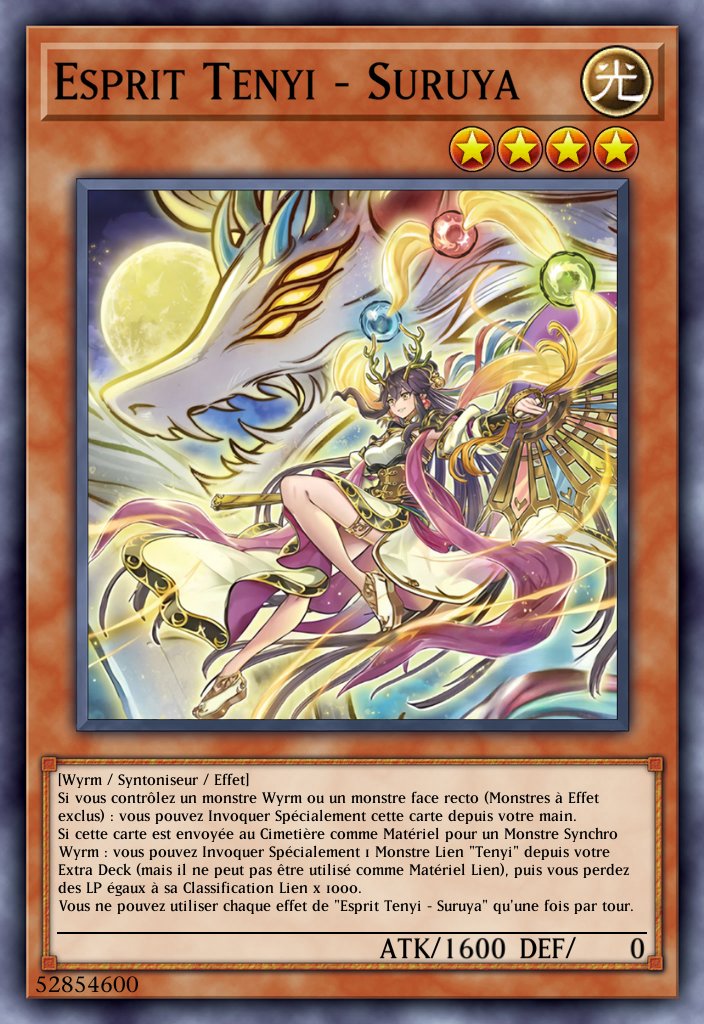 Esprit Tenyi - Suruya
光
[Wyrm / Syntoniseur / Effet]
Si vous contrôlez un monstre Wyrm ou un monstre face recto (Monstres à Effet
exclus) : vous pouvez Invoquer Spécialement cette carte depuis votre main.
Si cette carte est envoyée au Cimetière comme Matériel pour un Monstre Synchro
Wyrm : vous pouvez Invoquer Spécialement 1 Monstre Lien "Tenyi" depuis votre
Extra Deck (mais il ne peut pas être utilisé comme Matériel Lien), puis vous perdez
des LP égaux à sa Classification Lien x 1000.
Vous ne pouvez utiliser chaque effet de "Esprit Tenyi - Suruya" qu'une fois par tour.
ATK/1600 DEF/ 0
52854600